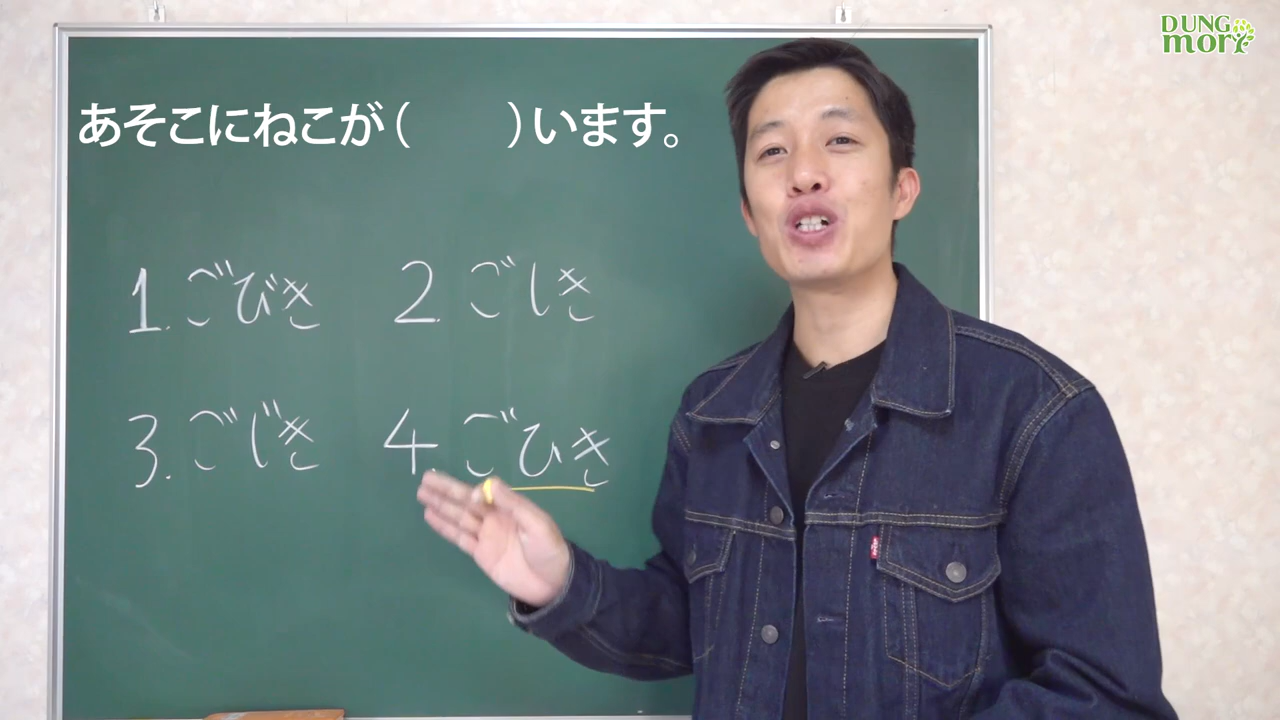 DUNG
mori
あそこにねこが(　　)います。
1. ごびき 2. ごしき
3. ごじき 4. ごひき